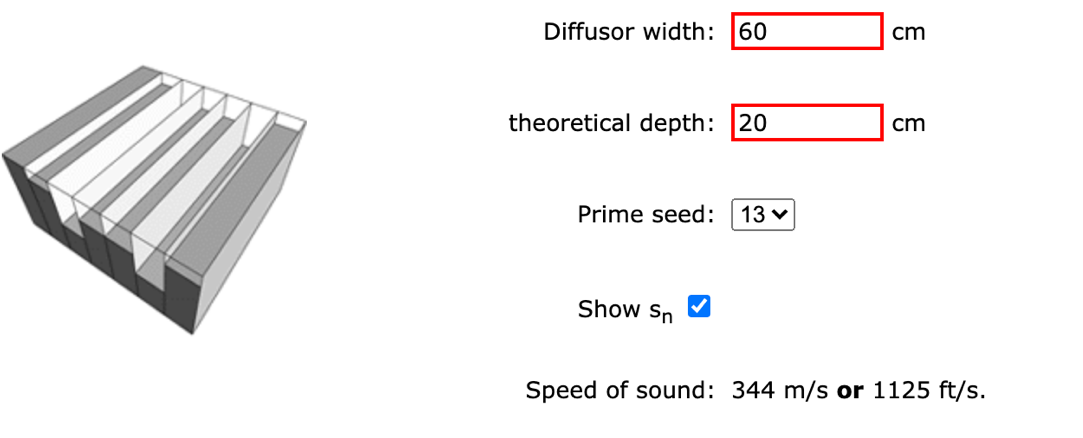 Diffusor width: 60 cm
theoretical depth: 20 cm
Prime seed: 13
Show sn
Speed of sound: 344 m/s or 1125 ft/s.